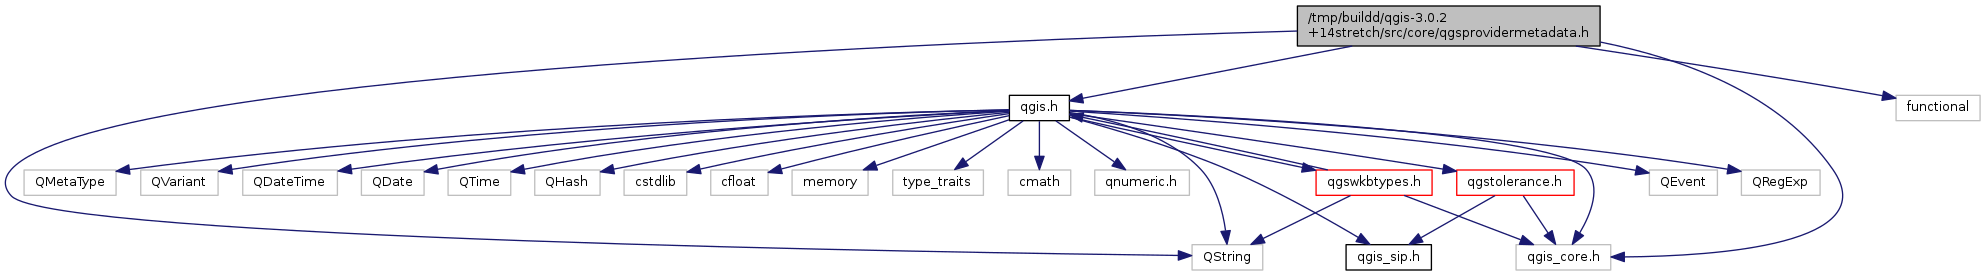 /tmp/buildd/qgis-3.0.2
+14stretch/src/core/qgsprovidermetadata.h
qgis.h
functional
QMetaType
QVariant
QDateTime
QDate
QTime
QHash
cstdlib
cfloat
memory
type_traits
cmath
qnumeric.h
qgswkbtypes.h
qgstolerance.h
QEvent
QRegExp
QString
qgis_sip.h
qgis_core.h